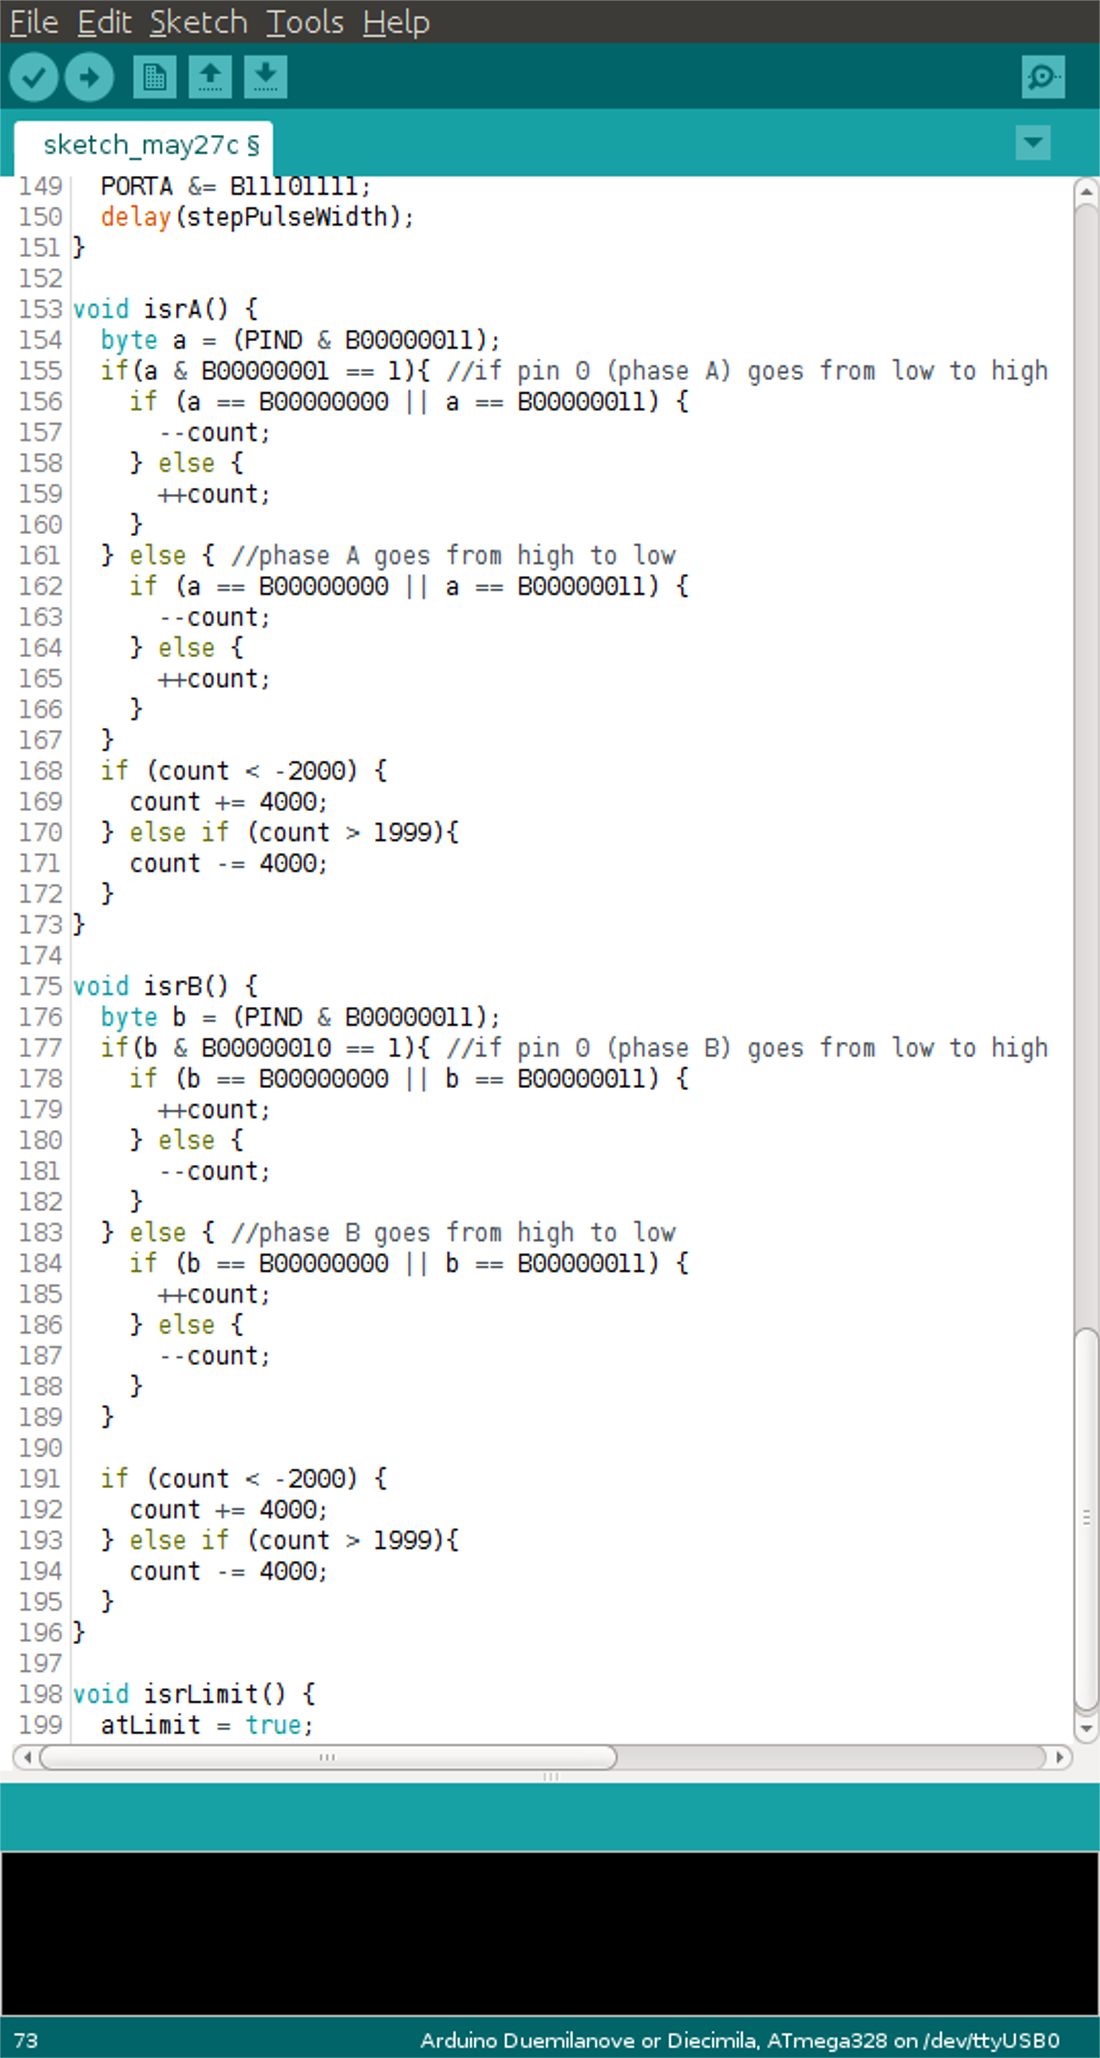 File Edit Sketch Tools Help
sketch_may27c §
149   PORTA &= B11101111;
150   delay(stepPulseWidth);
151 }
152
153 void isrA() {
154   byte a = (PIND & B00000011);
155   if(a & B00000001 == 1){ //if pin 0 (phase A) goes from low to high
156     if (a == B00000000 || a == B00000011) {
157       --count;
158     } else {
159       ++count;
160     }
161   } else { //phase A goes from high to low
162     if (a == B00000000 || a == B00000011) {
163       --count;
164     } else {
165       ++count;
166     }
167   }
168   if (count < -2000) {
169     count += 4000;
170   } else if (count > 1999){
171     count -= 4000;
172   }
173 }
174
175 void isrB() {
176   byte b = (PIND & B00000011);
177   if(b & B00000010 == 1){ //if pin 0 (phase B) goes from low to high
178     if (b == B00000000 || b == B00000011) {
179       ++count;
180     } else {
181       --count;
182     }
183   } else { //phase B goes from high to low
184     if (b == B00000000 || b == B00000011) {
185       ++count;
186     } else {
187       --count;
188     }
189   }
190
191   if (count < -2000) {
192     count += 4000;
193   } else if (count > 1999){
194     count -= 4000;
195   }
196 }
197
198 void isrLimit() {
199   atLimit = true;
73 Arduino Duemilanove or Diecimila, ATmega328 on /dev/ttyUSB0